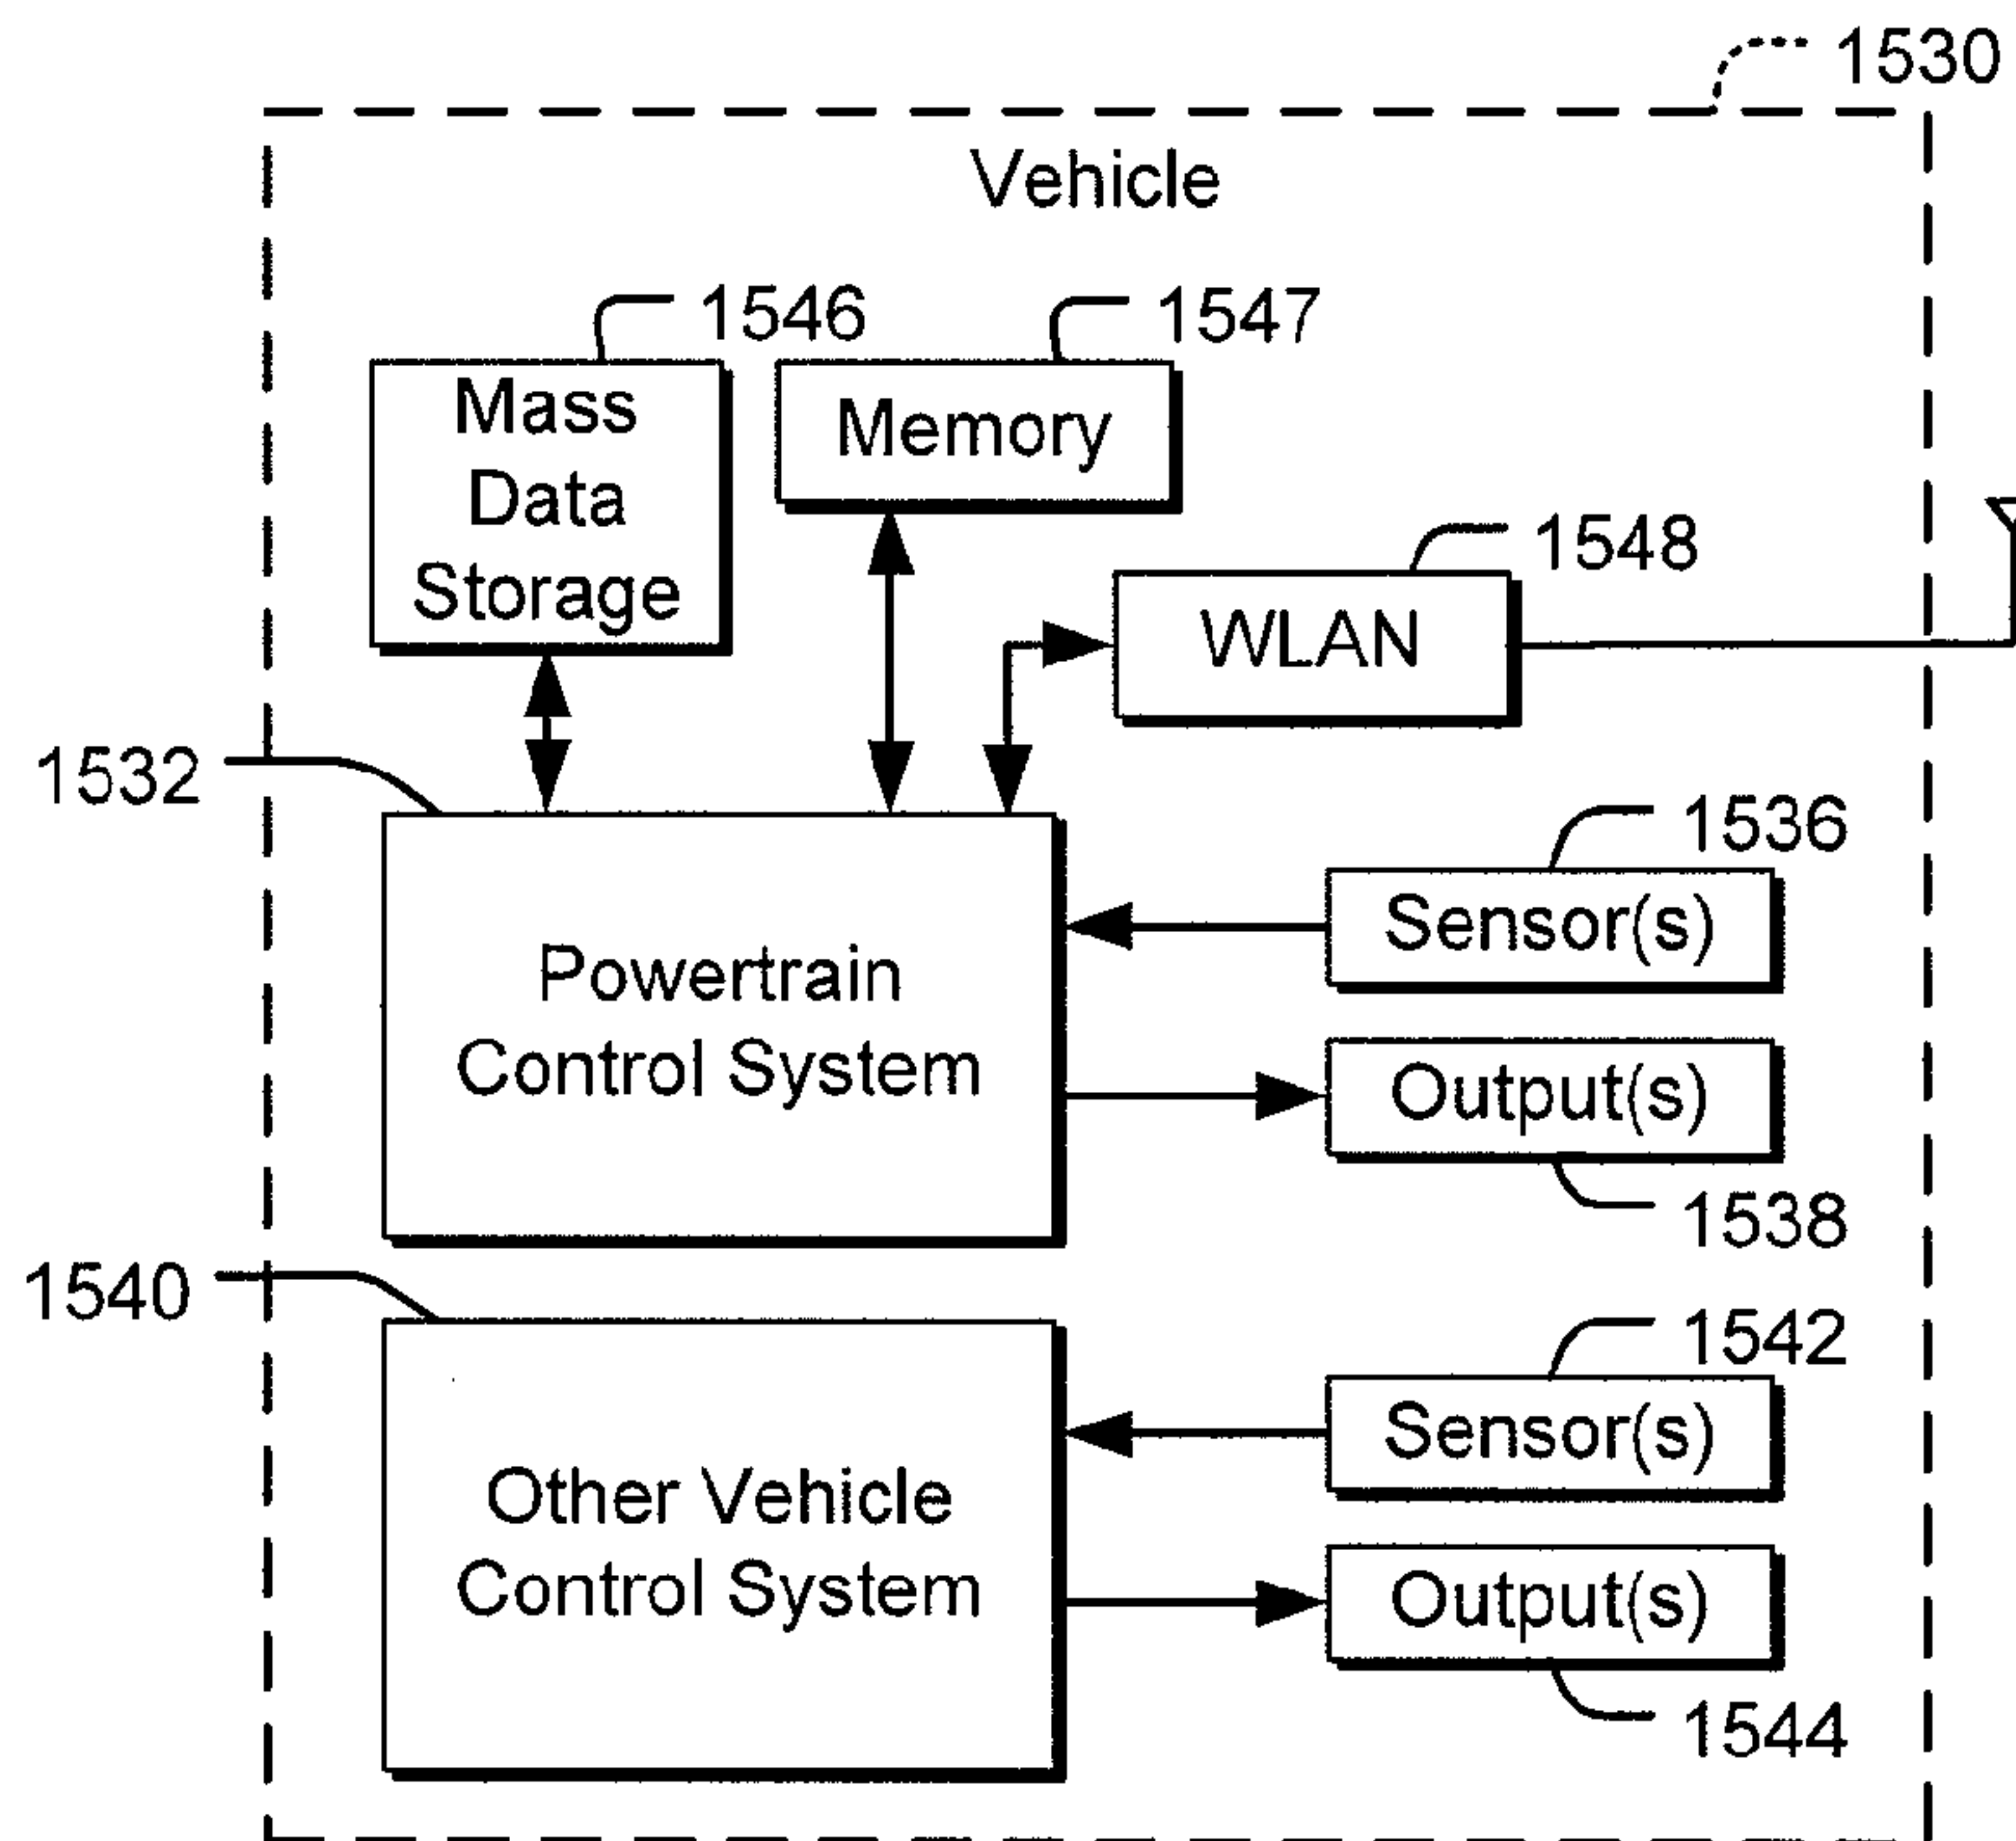 1530
Vehicle
1546
1547
Mass
Data
Storage
Memory
1548
WLAN
1532
1536
Sensor(s)
Powertrain
Control System
Output(s)
1538
1540
1542
Sensor(s)
Other Vehicle
Control System
Output(s)
1544